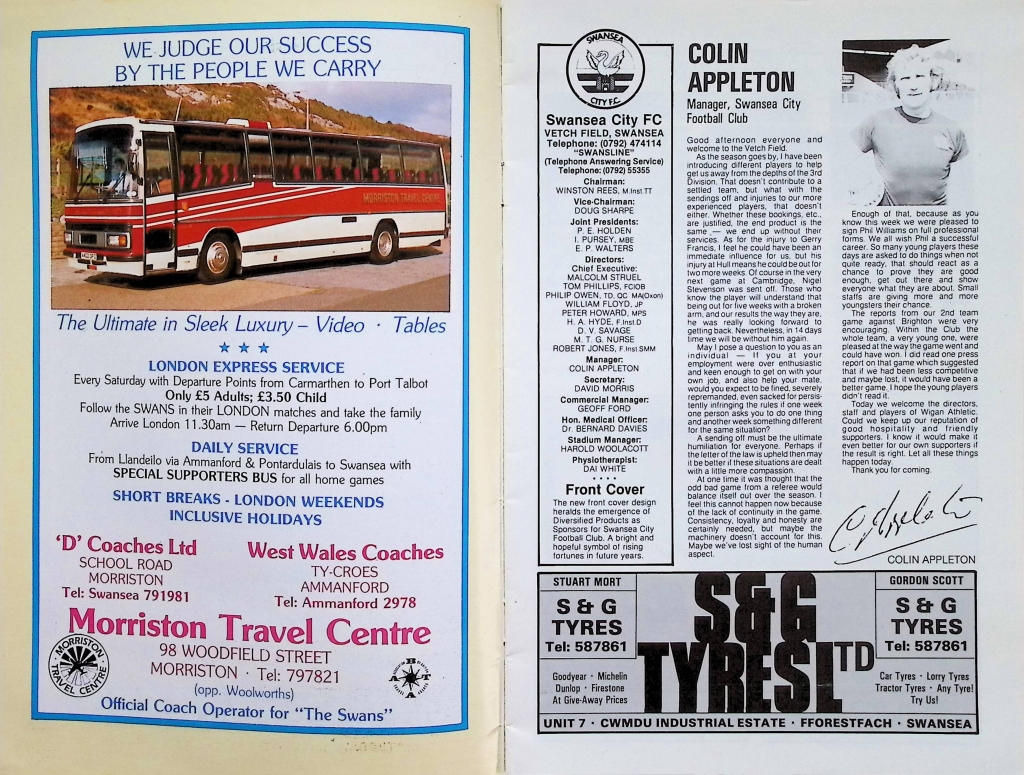 WE JUDGE OUR SUCCESS
BY THE PEOPLE WE CARRY
MORRISTON TRAVEL CENTRE
The Ultimate in Sleek Luxury – Video · Tables
LONDON EXPRESS SERVICE
Every Saturday with Departure Points from Carmarthen to Port Talbot
Only £5 Adults; £3.50 Child
Follow the SWANS in their LONDON matches and take the family
Arrive London 11.30am — Return Departure 6.00pm
DAILY SERVICE
From Llandeilo via Ammanford & Pontardulais to Swansea with
SPECIAL SUPPORTERS BUS for all home games
SHORT BREAKS - LONDON WEEKENDS
INCLUSIVE HOLIDAYS
'D' Coaches Ltd
SCHOOL ROAD
MORRISTON
Tel: Swansea 791981
West Wales Coaches
TY-CROES
AMMANFORD
Tel: Ammanford 2978
Morriston Travel Centre
98 WOODFIELD STREET
MORRISTON · Tel: 797821
(opp. Woolworths)
Official Coach Operator for "The Swans"
MORRISTON
TRAVEL CENTRE
A B T A
SWANSEA
CITY F.C.
Swansea City FC
VETCH FIELD, SWANSEA
Telephone: (0792) 474114
"SWANSLINE"
(Telephone Answering Service)
Telephone: (0792) 55355
Chairman:
WINSTON REES, M.Inst.TT
Vice-Chairman:
DOUG SHARPE
Joint Presidents:
P. E. HOLDEN
I. PURSEY, MBE
E. P. WALTERS
Directors:
Chief Executive:
MALCOLM STRUEL
TOM PHILLIPS, FCIOB
PHILIP OWEN, TD, QC MA(Oxon)
WILLIAM FLOYD, JP
PETER HOWARD, MPS
H. A. HYDE, F.Inst.D
D. V. SAVAGE
M. T. G. NURSE
ROBERT JONES, F.Inst.SMM
Manager:
COLIN APPLETON
Secretary:
DAVID MORRIS
Commercial Manager:
GEOFF FORD
Hon. Medical Officer:
Dr. BERNARD DAVIES
Stadium Manager:
HAROLD WOOLACOTT
Physiotherapist:
DAI WHITE
Front Cover
The new front cover design
heralds the emergence of
Diversified Products as
Sponsors for Swansea City
Football Club. A bright and
hopeful symbol of rising
fortunes in future years.
COLIN
APPLETON
Manager, Swansea City
Football Club
Good afternoon everyone and
welcome to the Vetch Field.
As the season goes by, I have been
introducing different players to help
get us away from the depths of the 3rd
Division. That doesn't contribute to a
settled team, but what with the
sendings off and injuries to our more
experienced players, that doesn't
either. Whether these bookings, etc.,
are justified, the end product is the
same — we end up without their
services. As for the injury to Gerry
Francis, I feel he could have been an
immediate influence for us, but his
injury at Hull means he could be out for
two more weeks. Of course in the very
next game at Cambridge, Nigel
Stevenson was sent off. Those who
know the player will understand that
being out for five weeks with a broken
arm, and our results the way they are,
he was really looking forward to
getting back. Nevertheless, in 14 days
time we will be without him again.
May I pose a question to you as an
individual — If you at your
employment were over enthusiastic
and keen enough to get on with your
own job, and also help your mate,
would you expect to be fined, severely
reprimanded, even sacked for persis-
tently infringing the rules if one week
one person asks you to do one thing
and another week something different
for the same situation?
A sending off must be the ultimate
humiliation for everyone. Perhaps if
the letter of the law is upheld then may
it be better if these situations are dealt
with a little more compassion.
At one time it was thought that the
odd bad game from a referee would
balance itself out over the season. I
feel this cannot happen now because
of the lack of continuity in the game.
Consistency, loyalty and honesty are
certainly needed, but maybe the
machinery doesn't account for this.
Maybe we've lost sight of the human
aspect.
Enough of that, because as you
know this week we were pleased to
sign Phil Williams on full professional
forms. We all wish Phil a successful
career. So many young players these
days are asked to do things when not
quite ready, that should react as a
chance to prove they are good
enough, get out there and show
everyone what they are about. Small
staffs are giving more and more
youngsters their chance.
The reports from our 2nd team
game against Brighton were very
encouraging. Within the Club the
whole team, a very young one, were
pleased at the way the game went and
could have won. I did read one press
report on that game which suggested
that if we had been less competitive
and maybe lost, it would have been a
better game. I hope the young players
didn't read it.
Today we welcome the directors,
staff and players of Wigan Athletic.
Could we keep up our reputation of
good hospitality and friendly
supporters. I know it would make it
even better for our own supporters if
the result is right. Let all these things
happen today.
Thank you for coming.
C Appleton
COLIN APPLETON
STUART MORT
S & G
TYRES
Tel: 587861
Goodyear · Michelin
Dunlop · Firestone
At Give-Away Prices
S&G
TYRES LTD
GORDON SCOTT
S & G
TYRES
Tel: 587861
Car Tyres · Lorry Tyres
Tractor Tyres · Any Tyre!
Try Us!
UNIT 7 · CWMDU INDUSTRIAL ESTATE · FFORESTFACH · SWANSEA